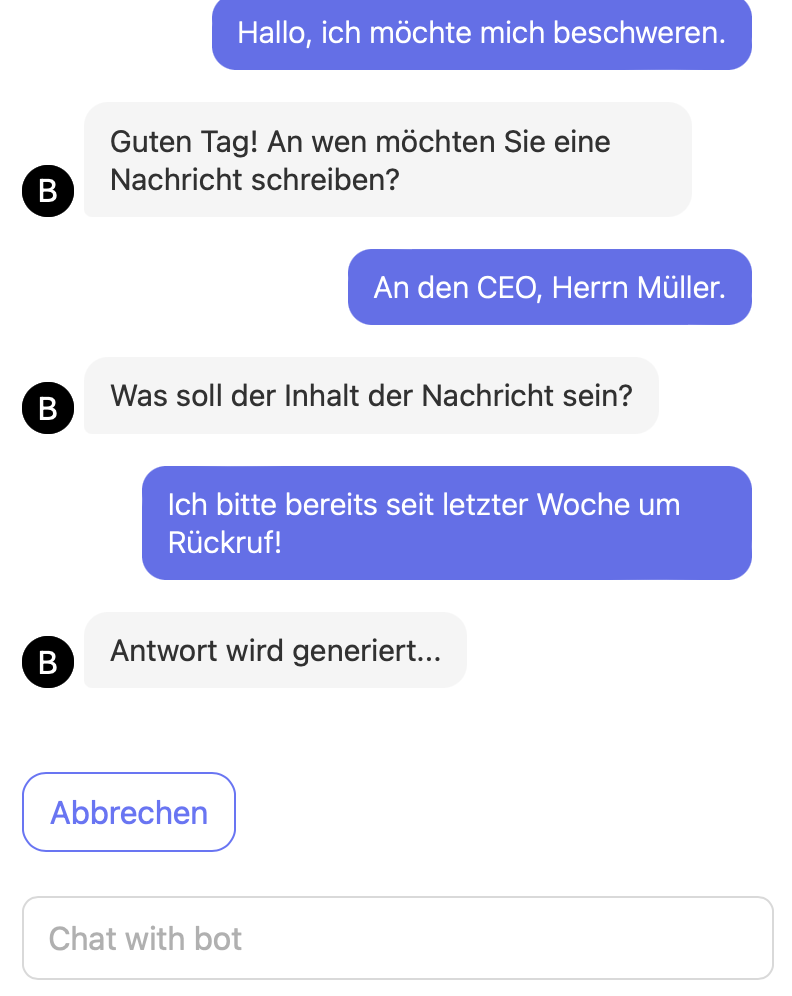 Hallo, ich möchte mich beschweren.
Guten Tag! An wen möchten Sie eine
Nachricht schreiben?
B
An den CEO, Herrn Müller.
Was soll der Inhalt der Nachricht sein?
B
Ich bitte bereits seit letzter Woche um
Rückruf!
Antwort wird generiert...
B
Abbrechen
Chat with bot